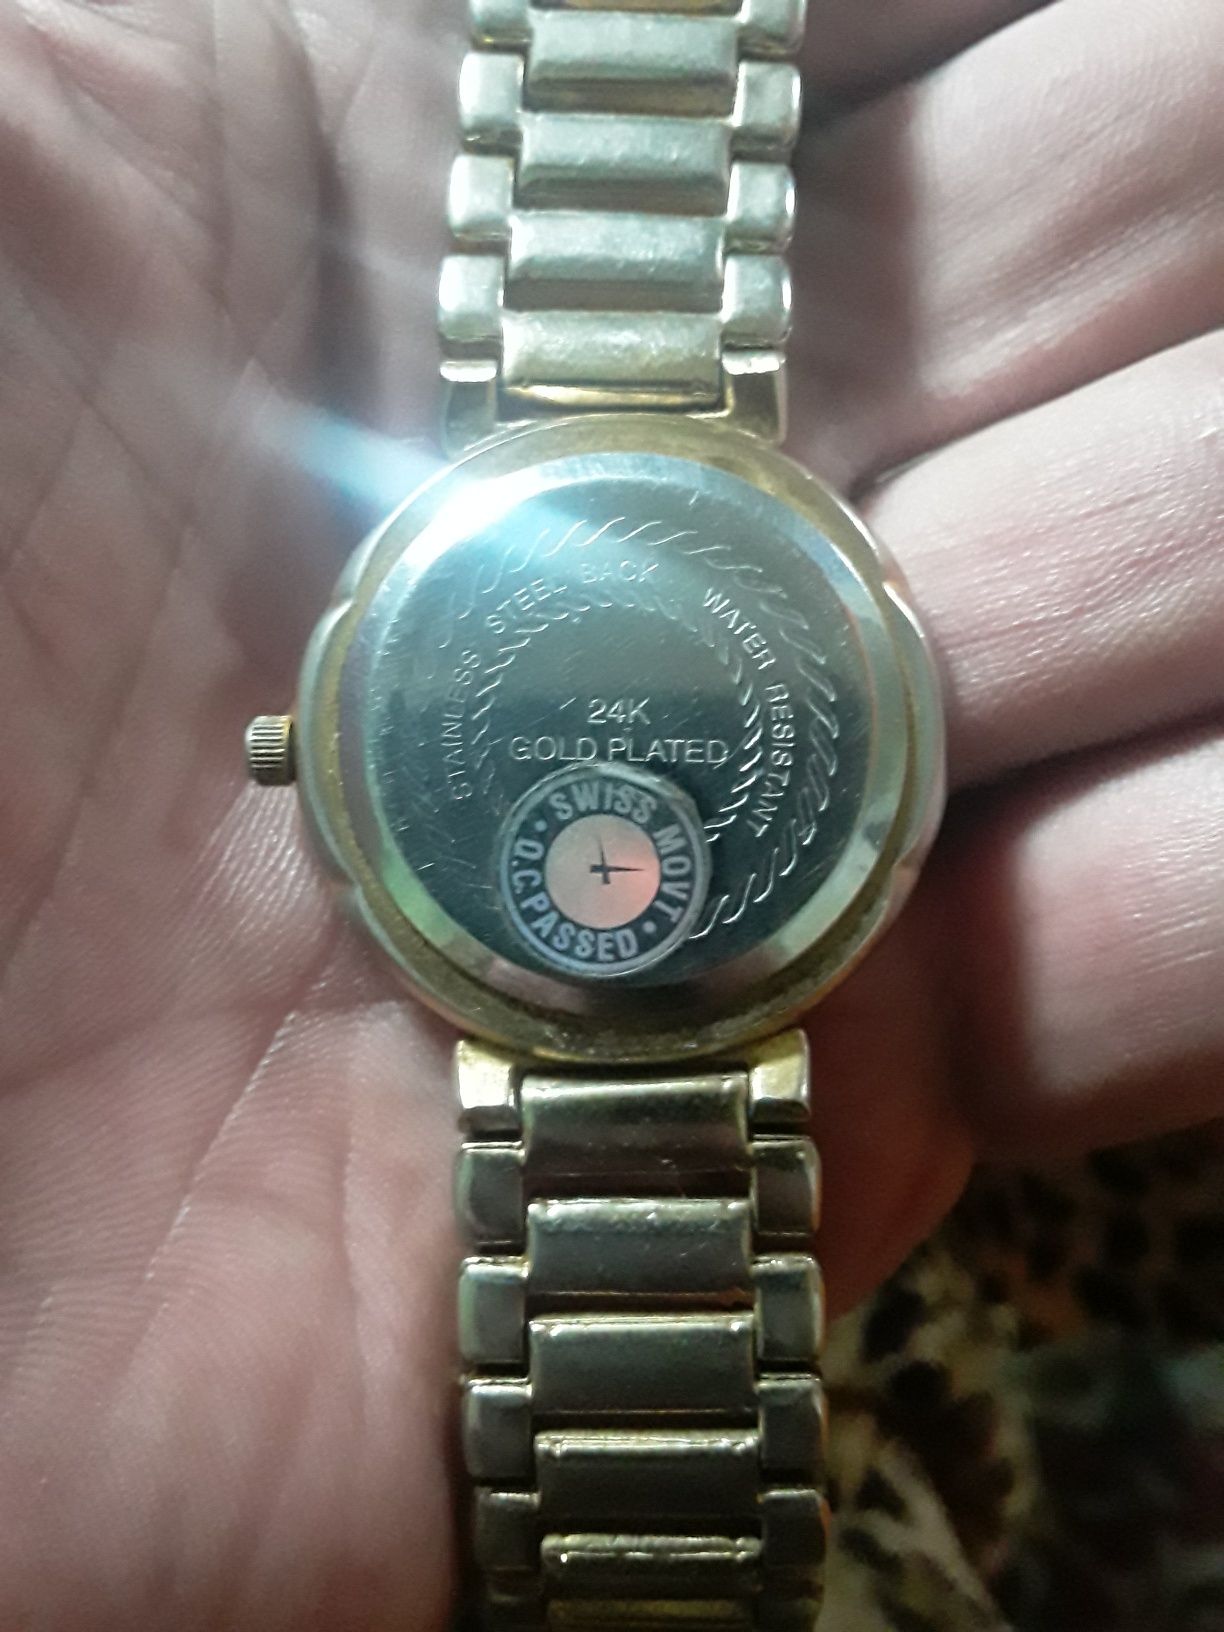 STAINLESS STEEL BACK WATER RESISTANT
24K
GOLD PLATED
SWISS MOVT
Q.C.PASSED